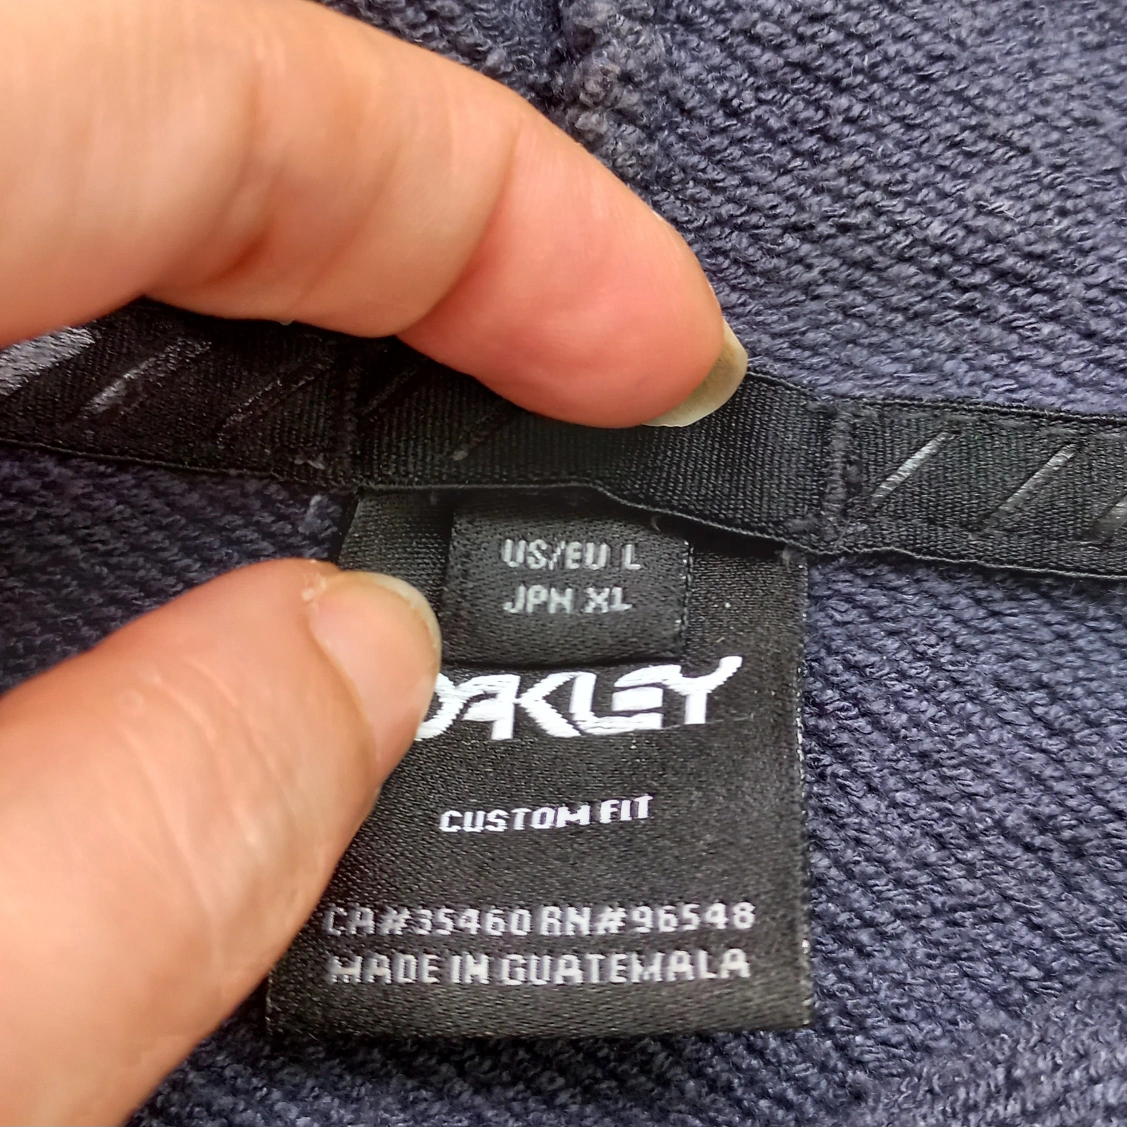 US/EU L
JPN XL
OAKLEY
CUSTOM FIT
CA#35460 RN#96548
MADE IN GUATEMALA